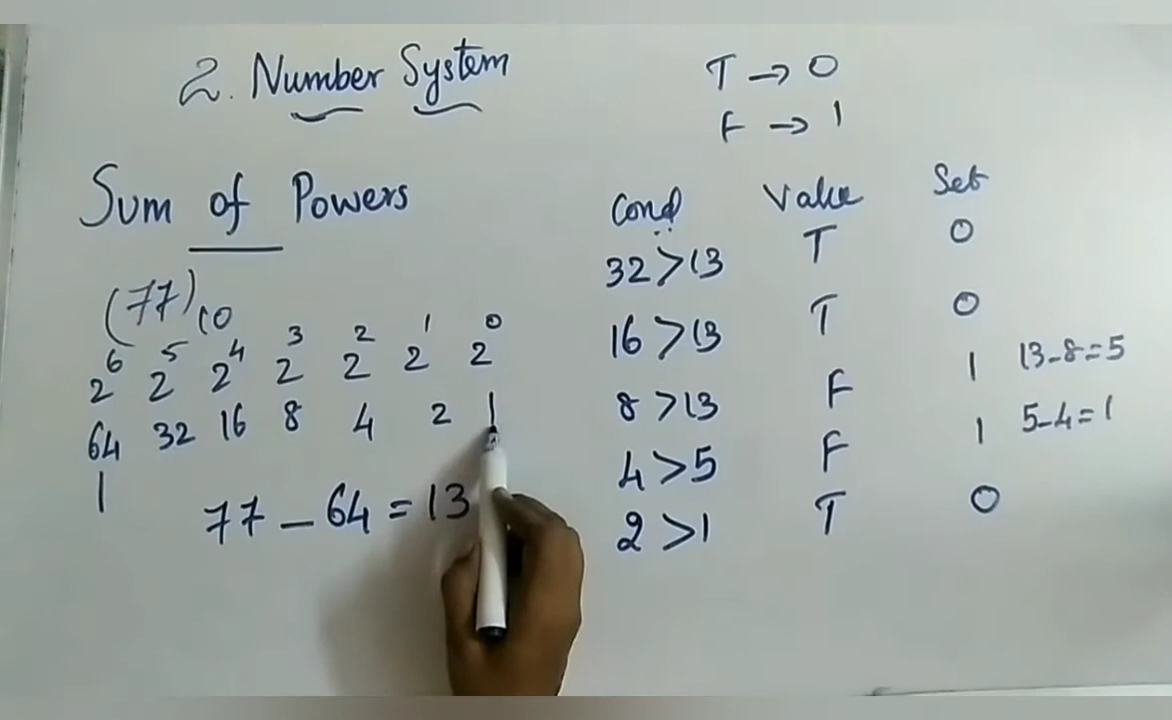 2. Number System
T → 0
F → 1
Sum of Powers
(77)10
2^6 2^5 2^4 2^3 2^2 2^1 2^0
64 32 16 8 4 2 1
1
77 - 64 = 13
Cond Value Set
32 > 13 T 0
16 > 13 T 0
8 > 13 F 1 13-8=5
4 > 5 F 1 5-4=1
2 > 1 T 0